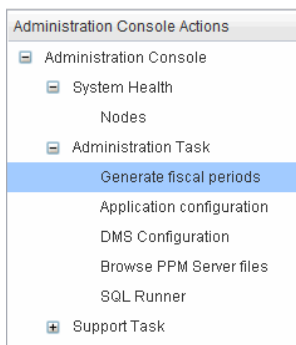 Administration Console Actions
Administration Console
System Health
Nodes
Administration Task
Generate fiscal periods
Application configuration
DMS Configuration
Browse PPM Server files
SQL Runner
Support Task